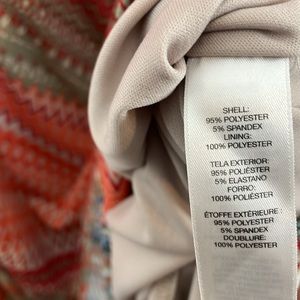 SHELL:
95% POLYESTER
5% SPANDEX
LINING:
100% POLYESTER
TELA EXTERIOR:
95% POLIÉSTER
5% ELASTANO
FORRO:
100% POLIÉSTER
ÉTOFFE EXTÉRIEURE:
95% POLYESTER
5% SPANDEX
DOUBLURE:
100% POLYESTER